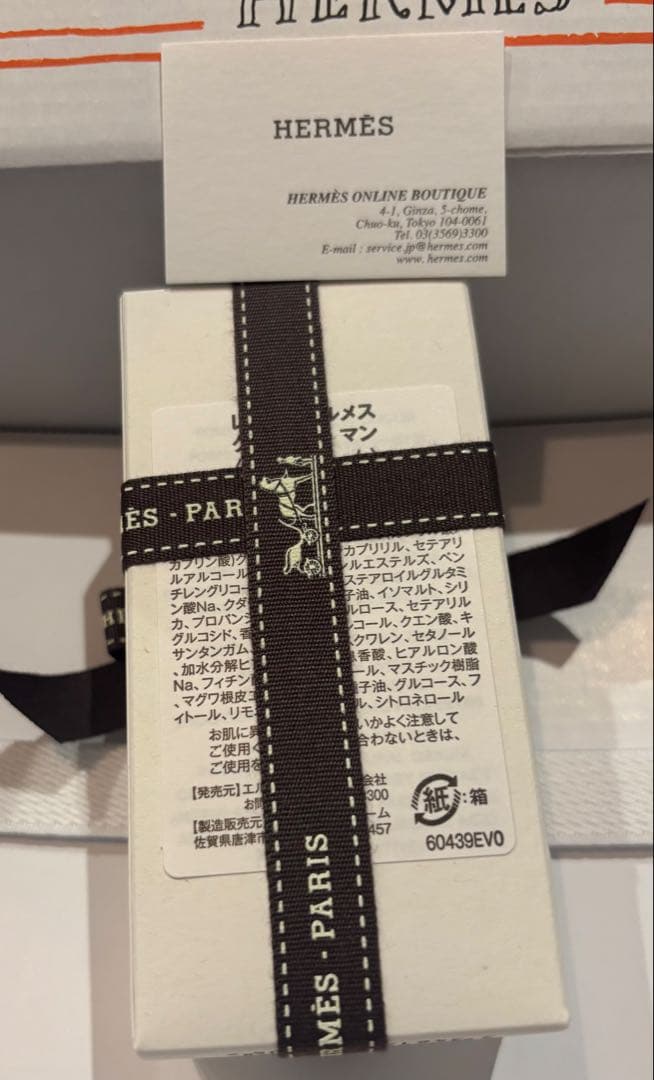 HERMÈS
HERMÈS
HERMÈS ONLINE BOUTIQUE
4-1, Ginza, 5-chome,
Chuo-ku, Tokyo 104-0061
Tel. 03(3569)3300
E-mail : service.jp@hermes.com
www. hermes.com
ルメス
マン
ÈS - PAR
カプリン酸)グ カプリリル、セテアリ
ルアルコール ルエステルズ、ベン
チレングリコ ステアロイルグルタミ
ン酸Na、クダ 子油、イソマルト、シリ
カ、プロパン ルロース、セテアリル
グルコシド、香 コール、クエン酸、キ
サンタンガム、 スクワレン、セタノール
、加水分解ヒ 息香酸、ヒアルロン酸
Na、フィチン ール、マスチック樹脂
、マグワ根皮エ 子油、グルコース、フ
ィトール、リモ ル、シトロネロール
お肌に異 いかよく注意して
ご使用く 合わないときは、
ご使用を
【発売元】エル 会社
お問 300
【製造販売元】 ーム
佐賀県唐津市 457
紙:箱
60439EV0
RMÈS - PARIS